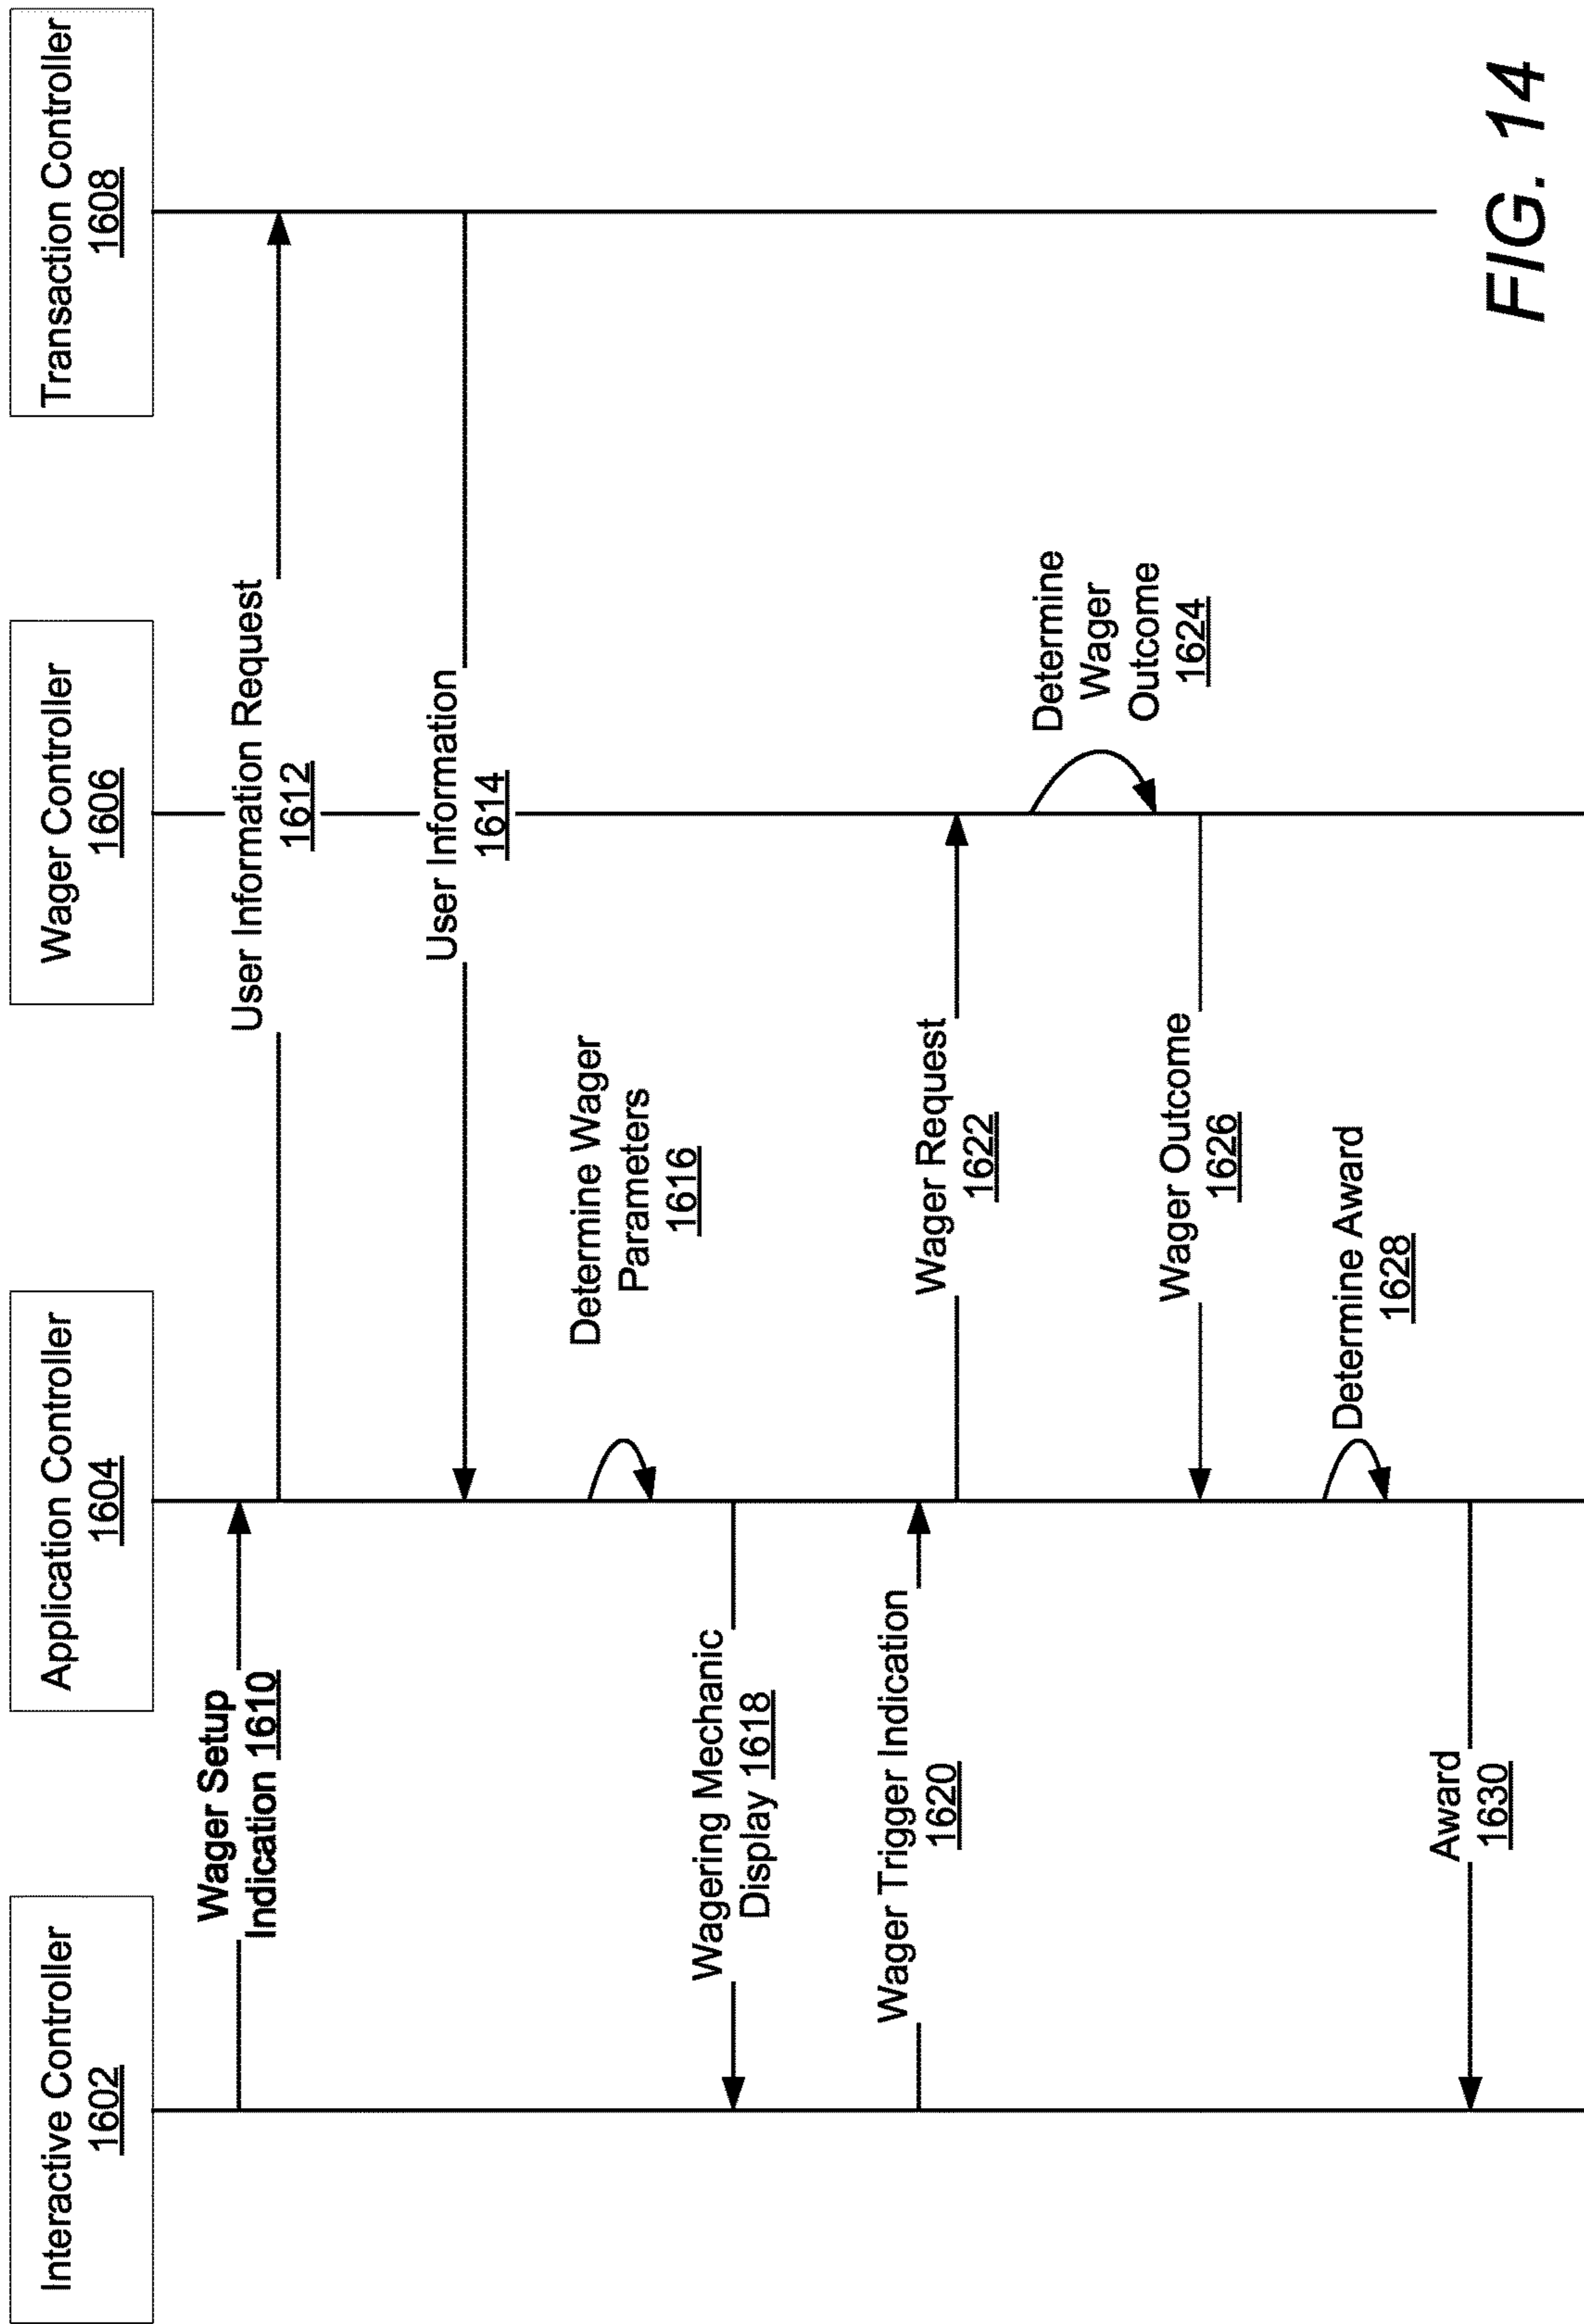 Interactive Controller
1602
Application Controller
1604
Wager Controller
1606
Transaction Controller
1608
Wager Setup
Indication 1610
User Information Request
1612
User Information
1614
Determine Wager
Parameters
1616
Wagering Mechanic
Display 1618
Wager Trigger Indication
1620
Wager Request
1622
Determine
Wager
Outcome
1624
Wager Outcome
1626
Determine Award
1628
Award
1630
FIG. 14